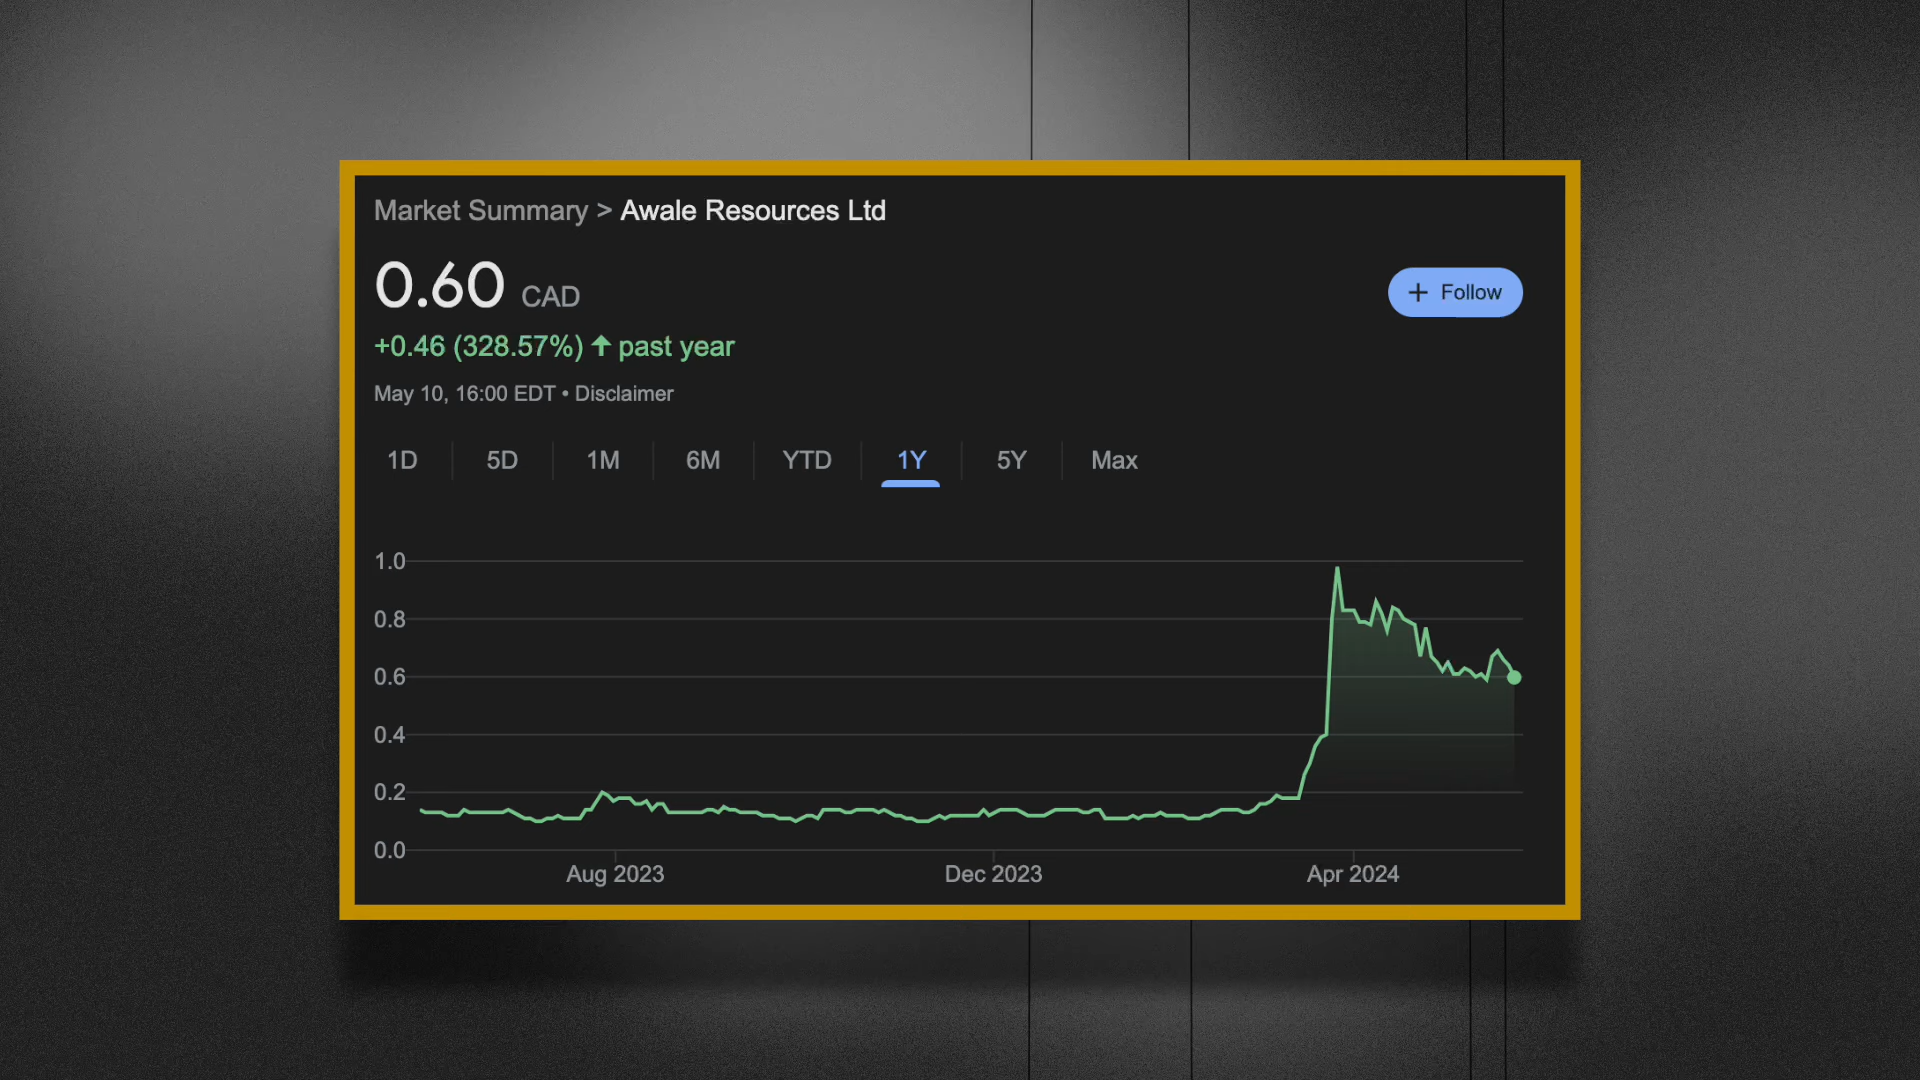 Market Summary > Awale Resources Ltd
0.60 CAD
+ Follow
+0.46 (328.57%) ↑ past year
May 10, 16:00 EDT • Disclaimer
1D 5D 1M 6M YTD 1Y 5Y Max
1.0
0.8
0.6
0.4
0.2
0.0
Aug 2023 Dec 2023 Apr 2024